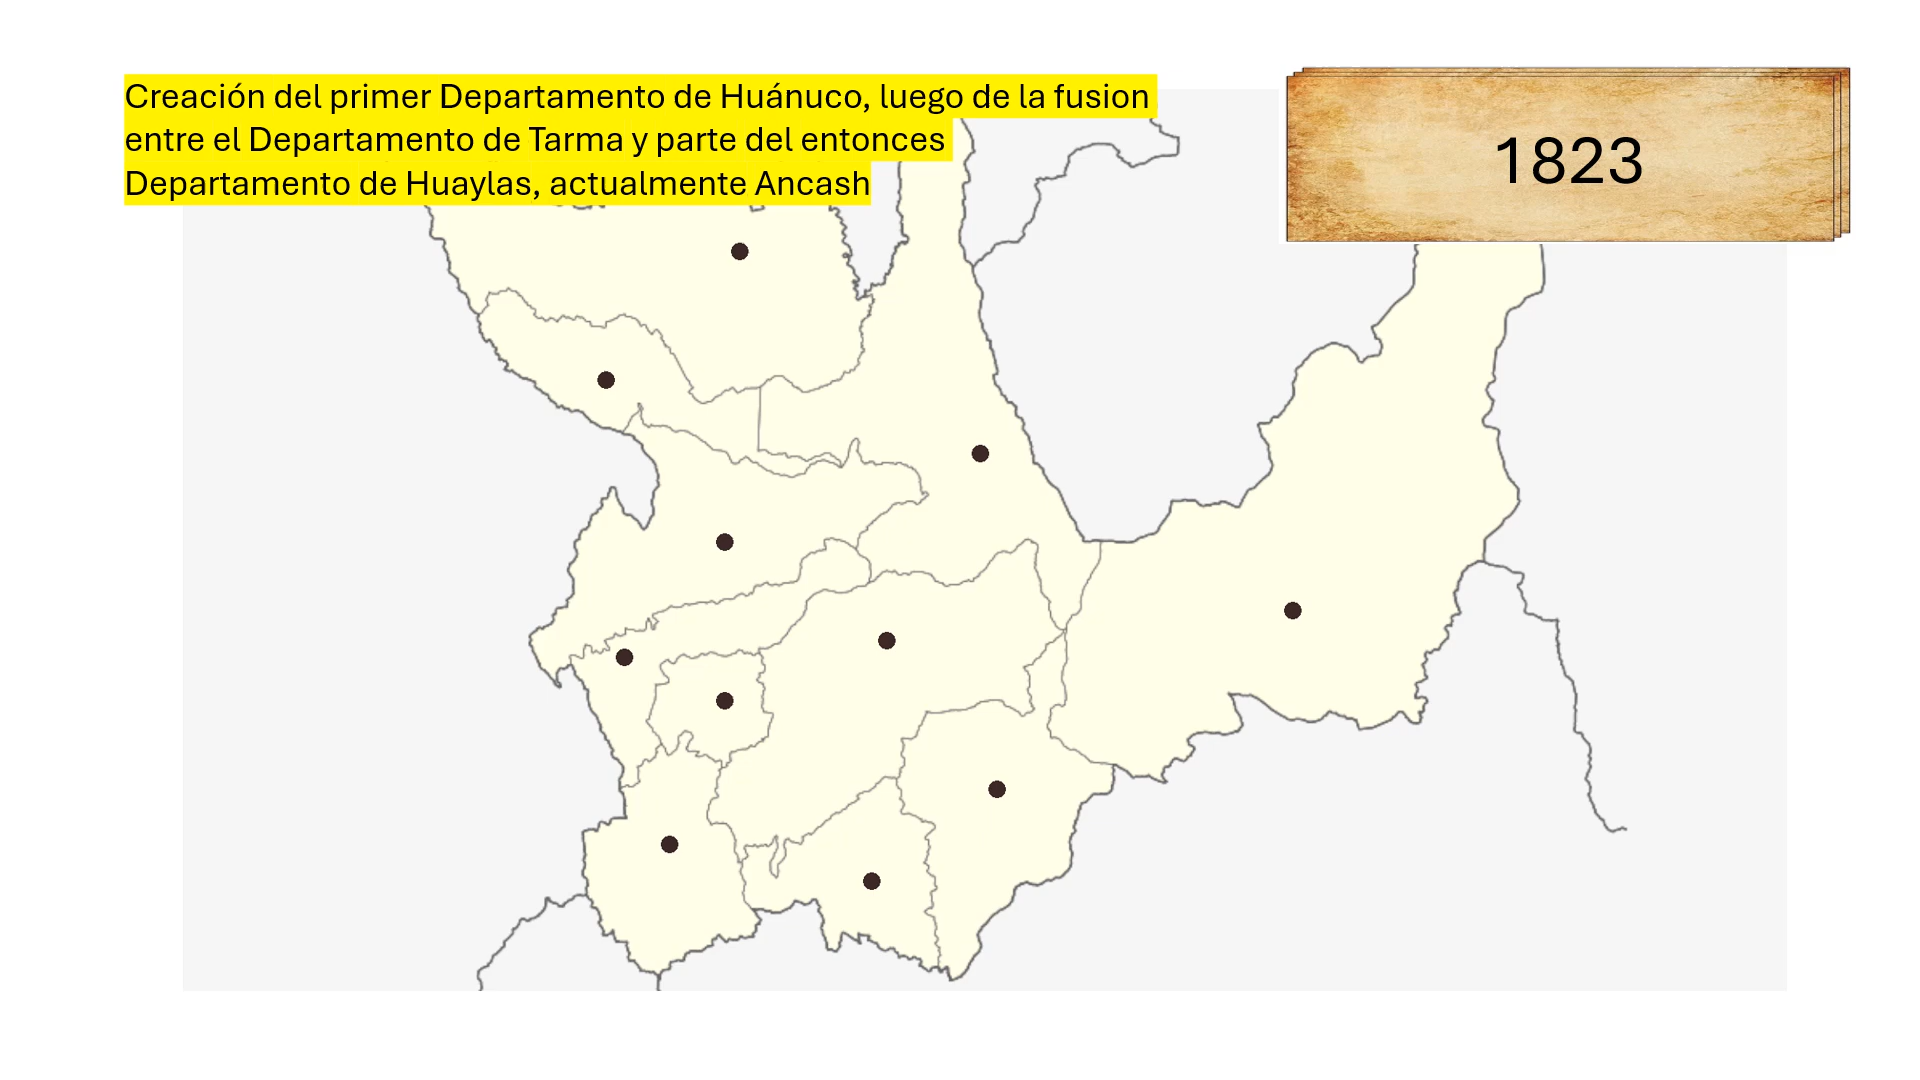 Creación del primer Departamento de Huánuco, luego de la fusion
entre el Departamento de Tarma y parte del entonces
Departamento de Huaylas, actualmente Ancash
1823